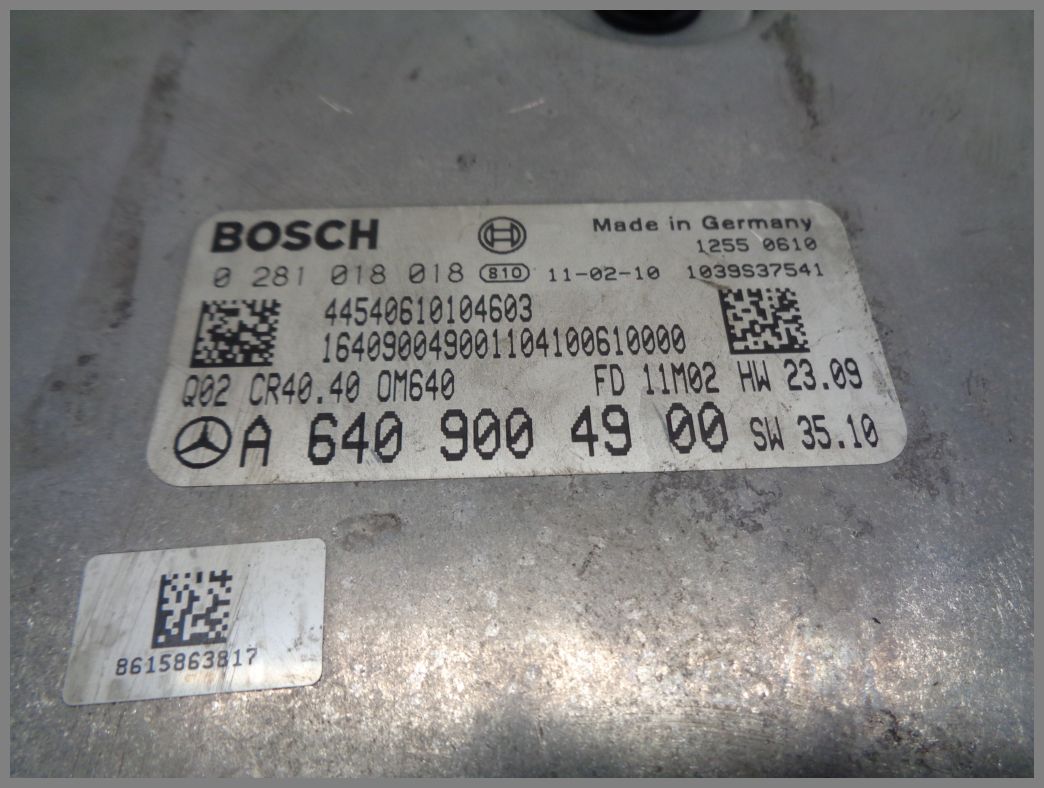 BOSCH
Made in Germany
1255 0610
0 281 018 018 810 11-02-10 1039S37541
44540610104603
164090049001104100610000
Q02 CR40.40 OM640 FD 11M02 HW 23.09
A 640 900 49 00 SW 35.10
8615863817